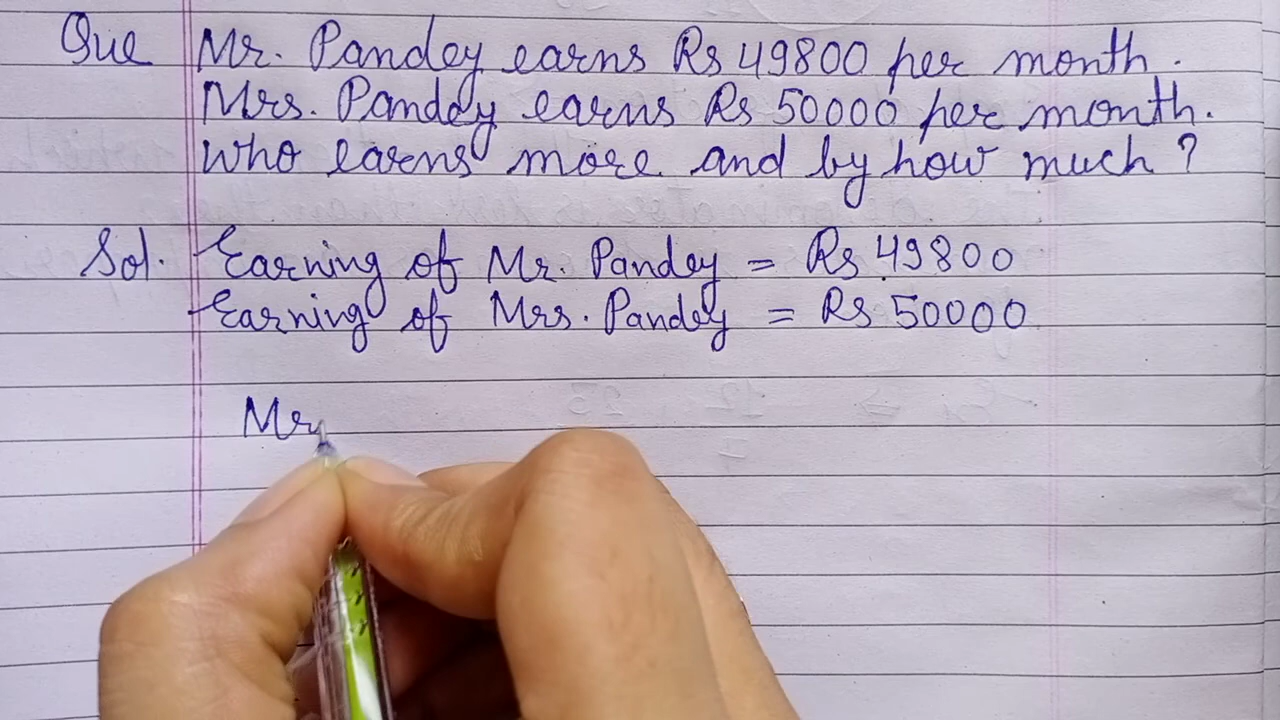 Que Mr. Pandey earns Rs 49800 per month.
Mrs. Pandey earns Rs 50000 per month.
Who earns more and by how much ?
Sol. Earning of Mr. Pandey = Rs 49800
Earning of Mrs. Pandey = Rs 50000
Mr